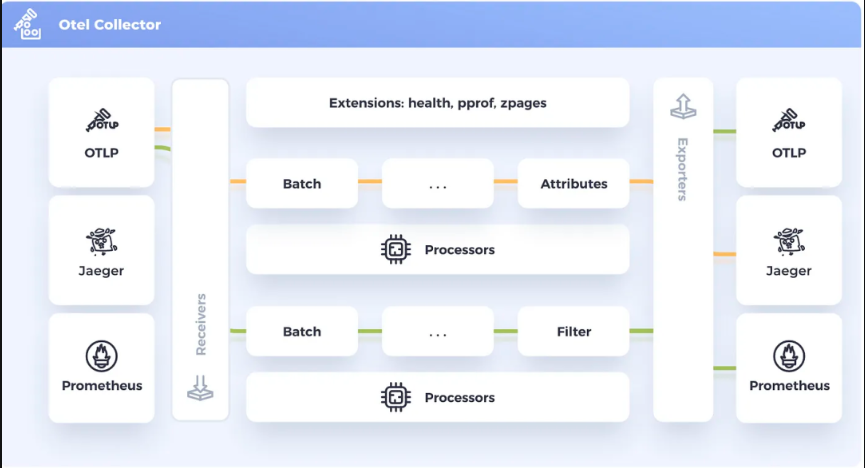 Otel Collector
OTLP
OTLP
Jaeger
Prometheus
Receivers
Extensions: health, pprof, zpages
Batch
...
Attributes
Processors
Batch
...
Filter
Processors
Exporters
OTLP
OTLP
Jaeger
Prometheus